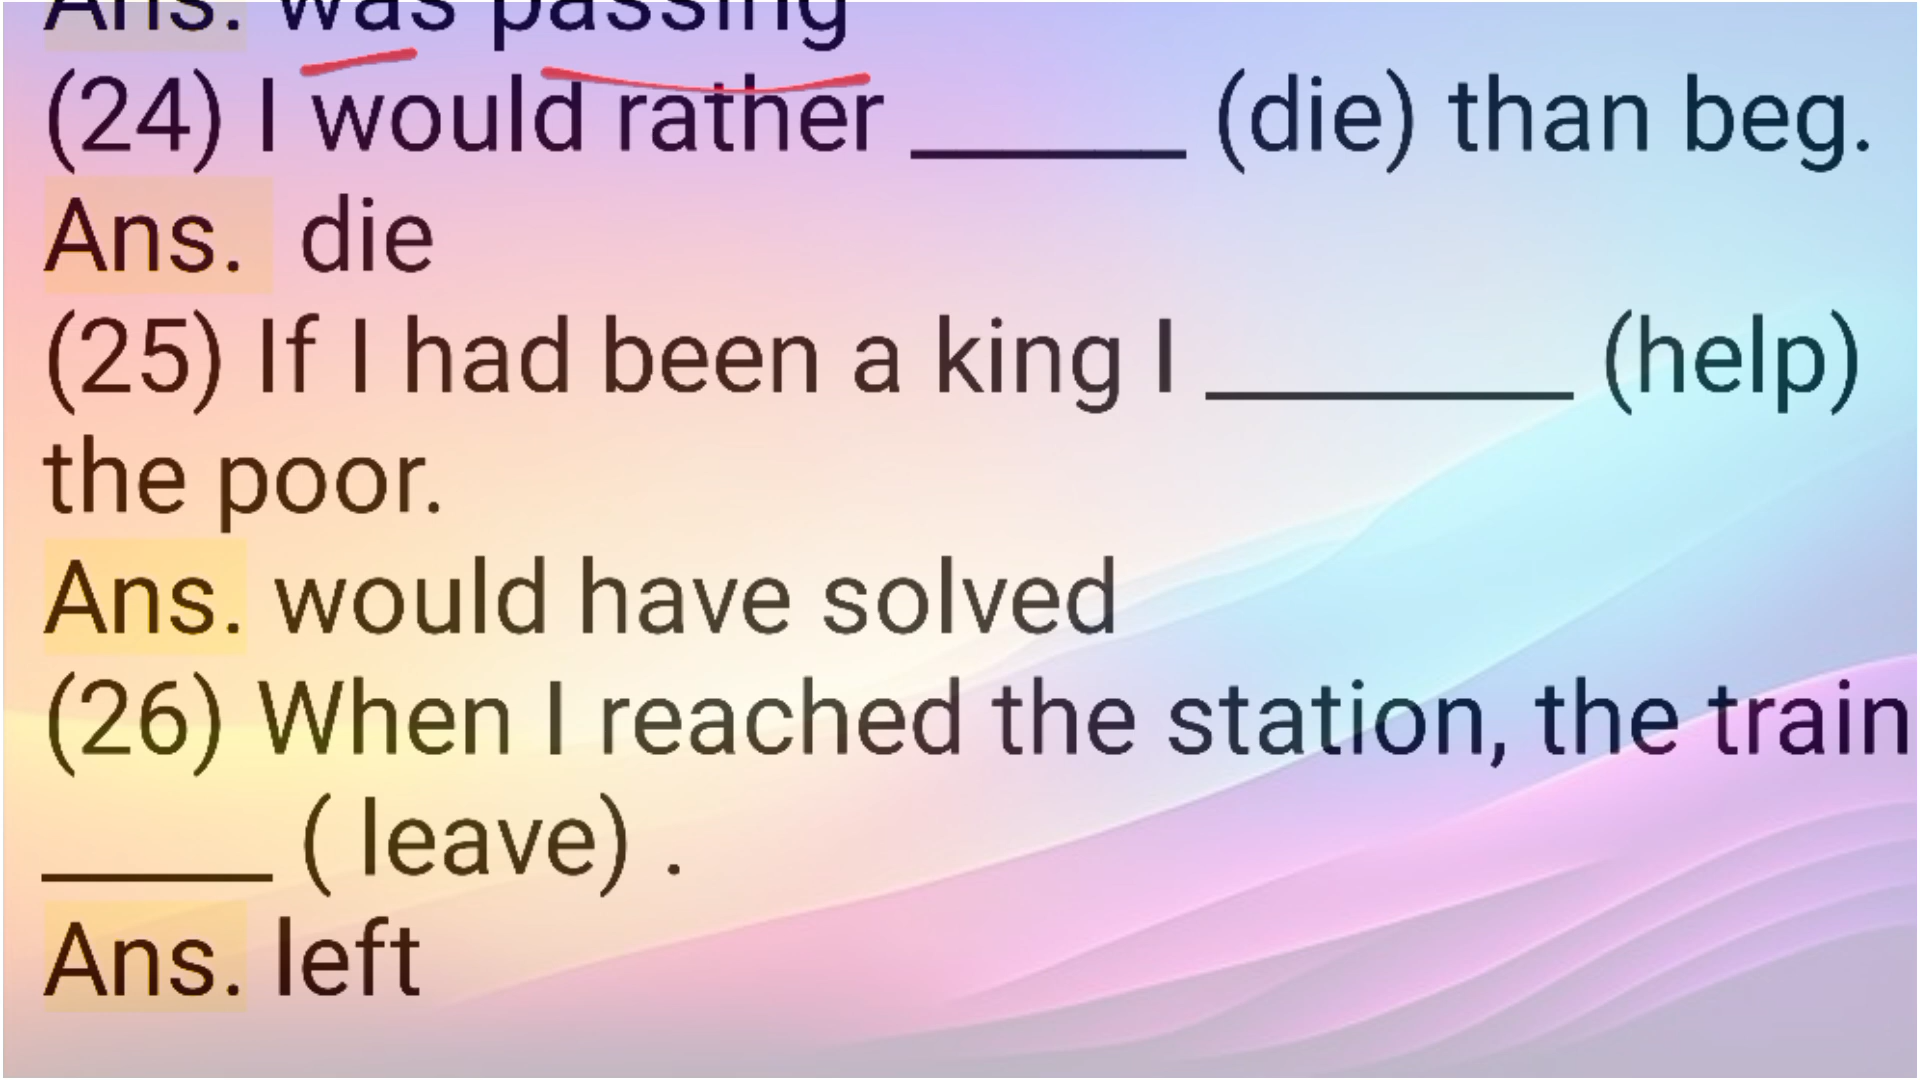 Ans. was passing
(24) I would rather ______ (die) than beg.
Ans. die
(25) If I had been a king I ________ (help)
the poor.
Ans. would have solved
(26) When I reached the station, the train
_____ ( leave) .
Ans. left